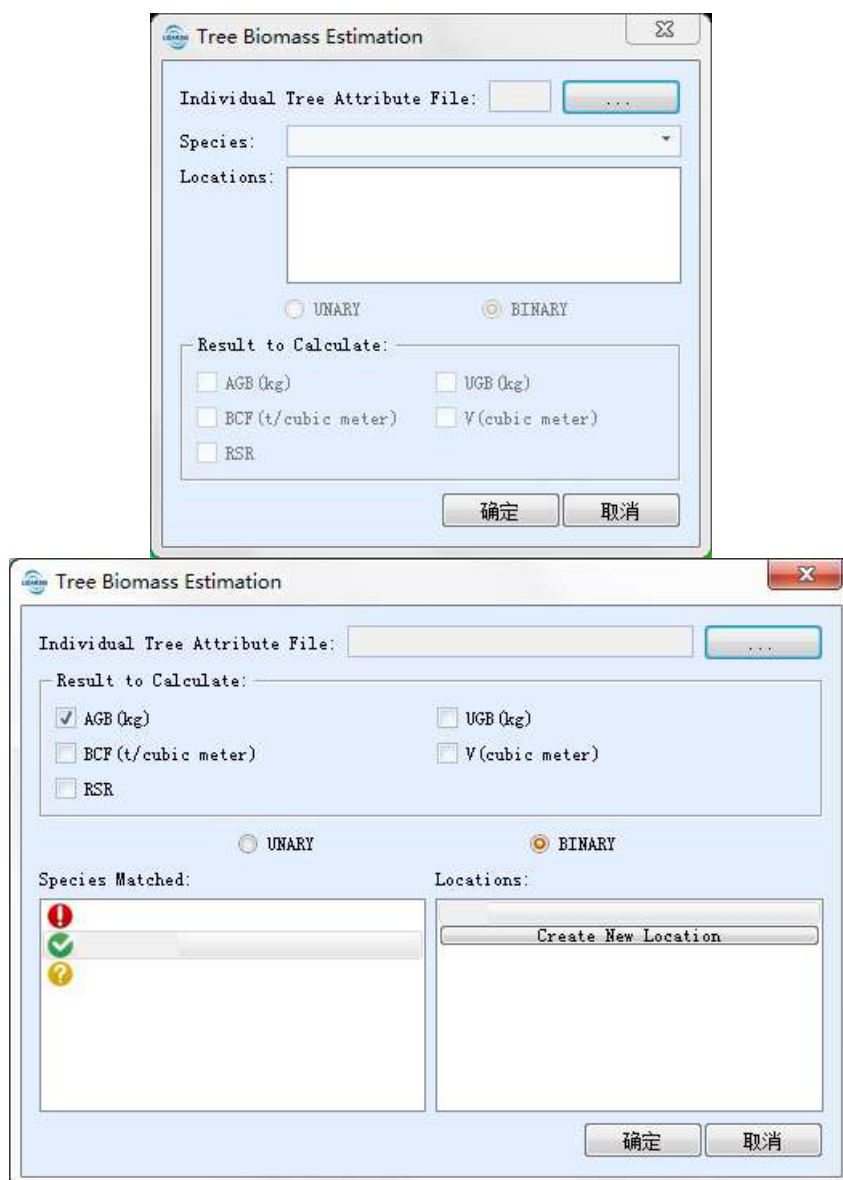 Tree Biomass Estimation
Individual Tree Attribute File: ...
Species:
Locations:
UNARY BINARY
Result to Calculate:
AGB(kg) UGB(kg)
BCF(t/cubic meter) V(cubic meter)
RSR
确定 取消
Tree Biomass Estimation
Individual Tree Attribute File: ...
Result to Calculate:
AGB(kg) UGB(kg)
BCF(t/cubic meter) V(cubic meter)
RSR
UNARY BINARY
Species Matched: Locations:
Create New Location
确定 取消